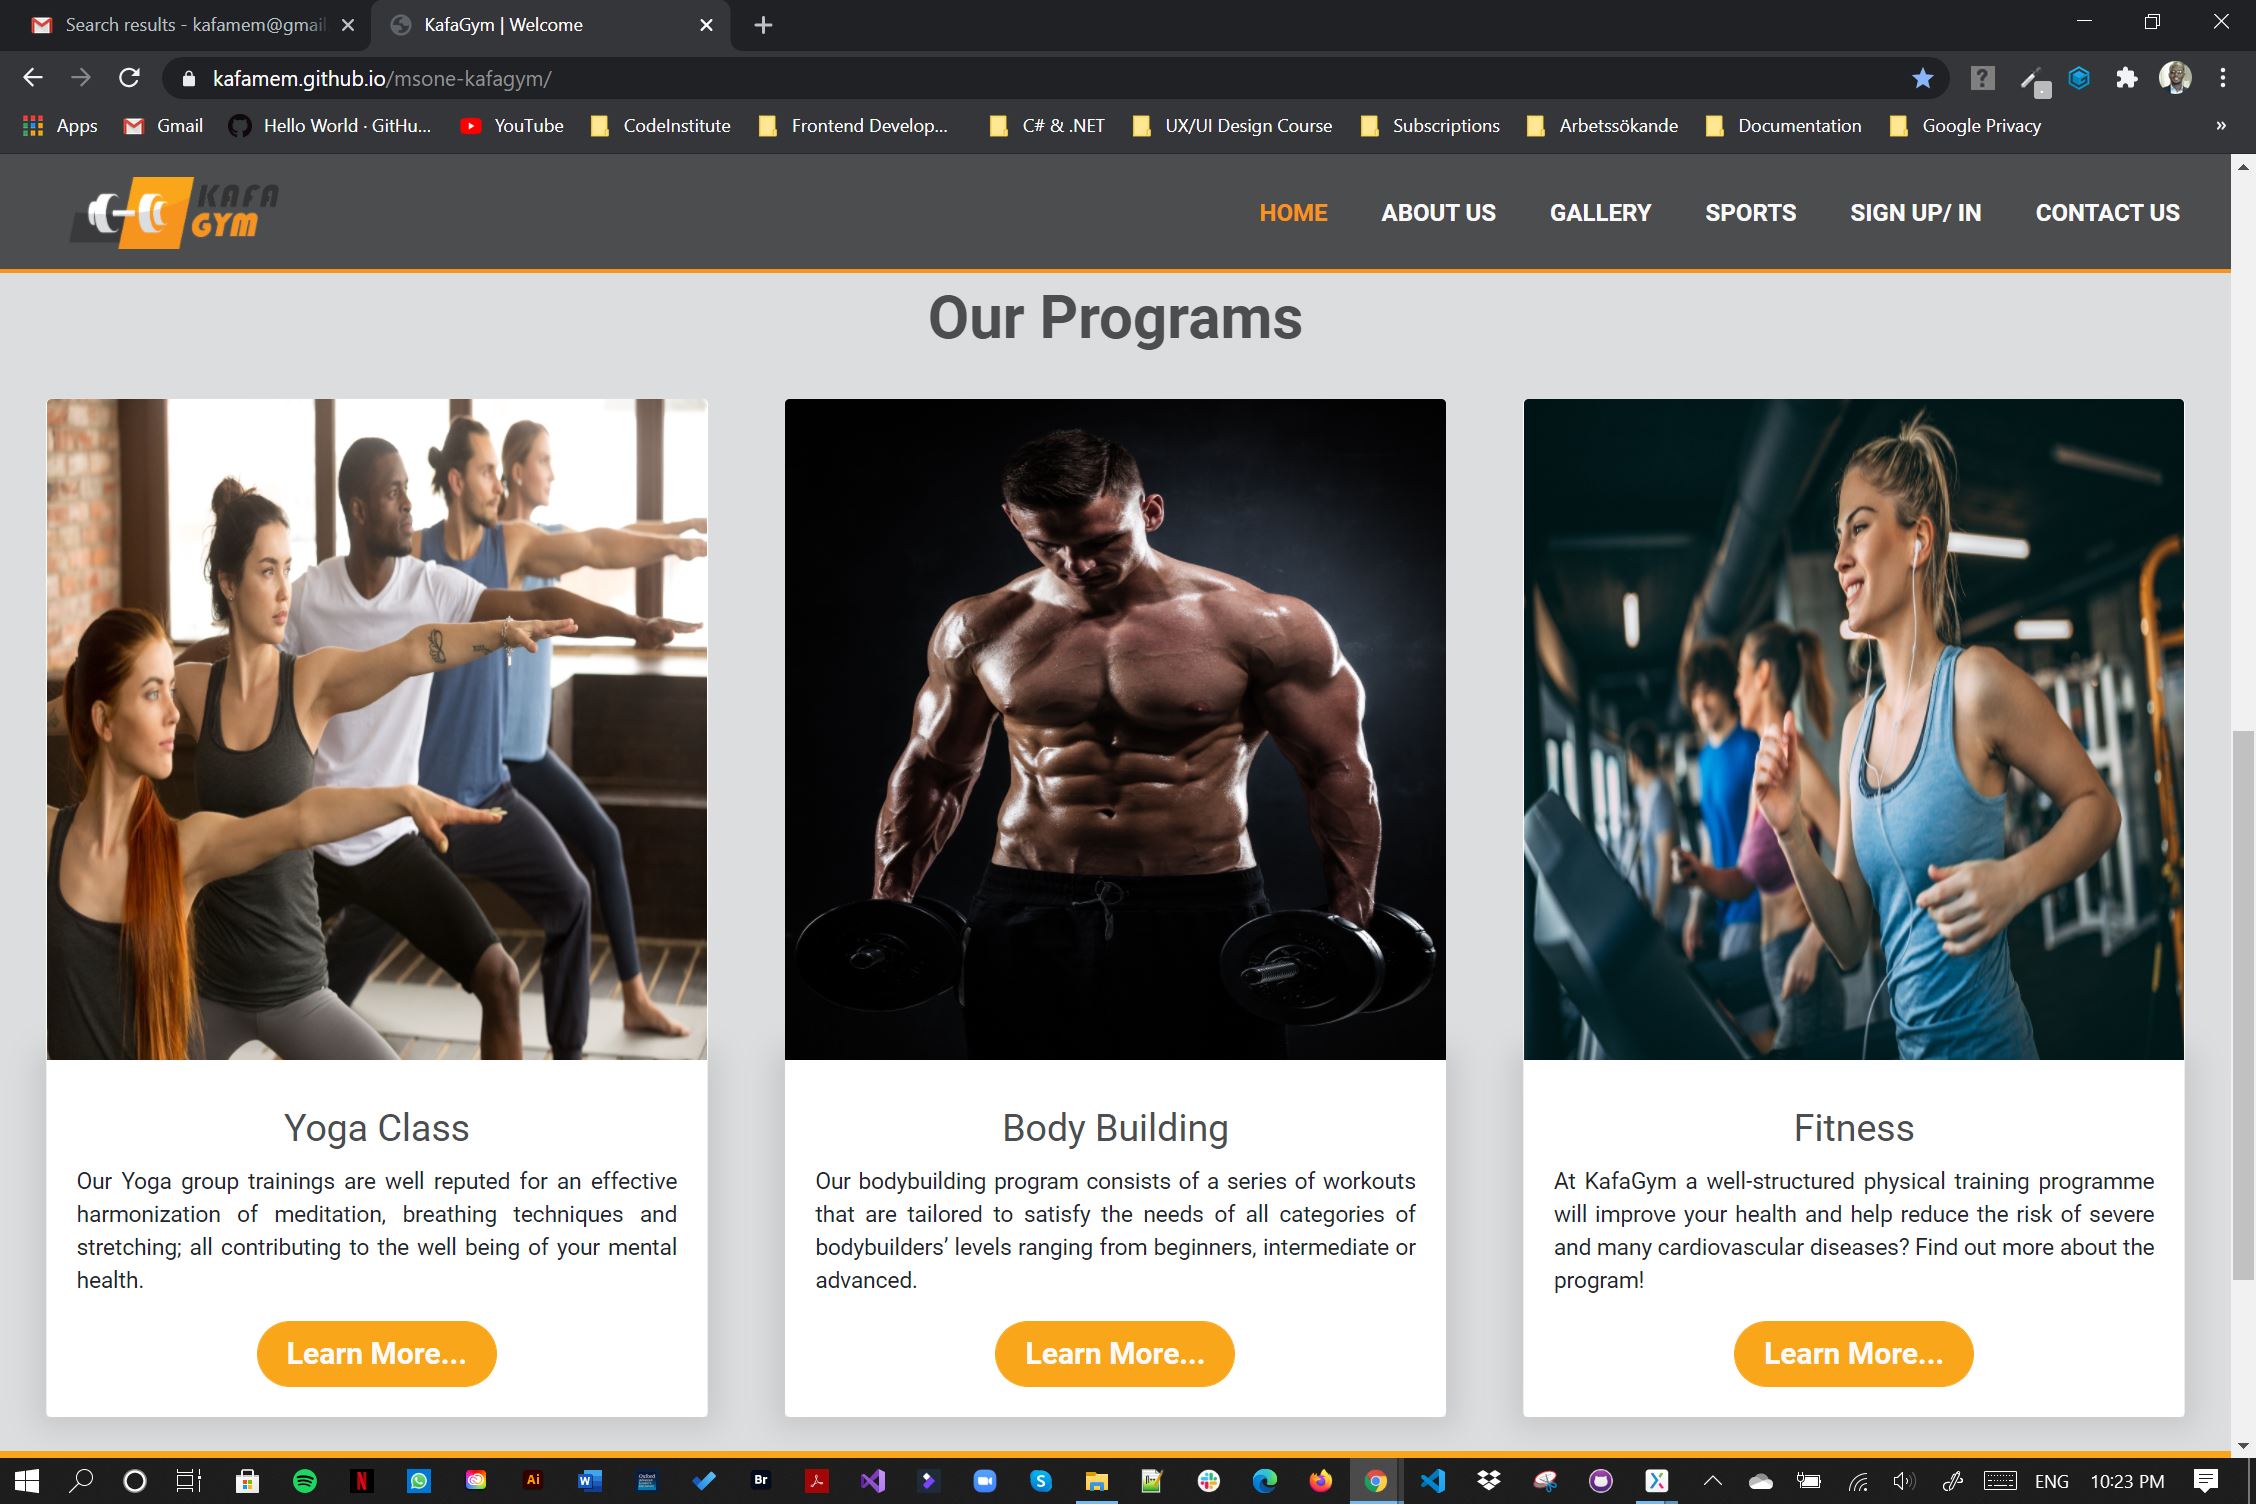 Search results - kafamem@gmai
KafaGym | Welcome
kafamem.github.io/msone-kafagym/
Apps
Gmail
Hello World · GitHu...
YouTube
CodeInstitute
Frontend Develop...
C# & .NET
UX/UI Design Course
Subscriptions
Arbetssökande
Documentation
Google Privacy
»
KAFA
GYM
HOME
ABOUT US
GALLERY
SPORTS
SIGN UP/ IN
CONTACT US
Our Programs
Yoga Class
Our Yoga group trainings are well reputed for an effective
harmonization of meditation, breathing techniques and
stretching; all contributing to the well being of your mental
health.
Learn More...
Body Building
Our bodybuilding program consists of a series of workouts
that are tailored to satisfy the needs of all categories of
bodybuilders’ levels ranging from beginners, intermediate or
advanced.
Learn More...
Fitness
At KafaGym a well-structured physical training programme
will improve your health and help reduce the risk of severe
and many cardiovascular diseases? Find out more about the
program!
Learn More...
Ai
Br
ENG
10:23 PM